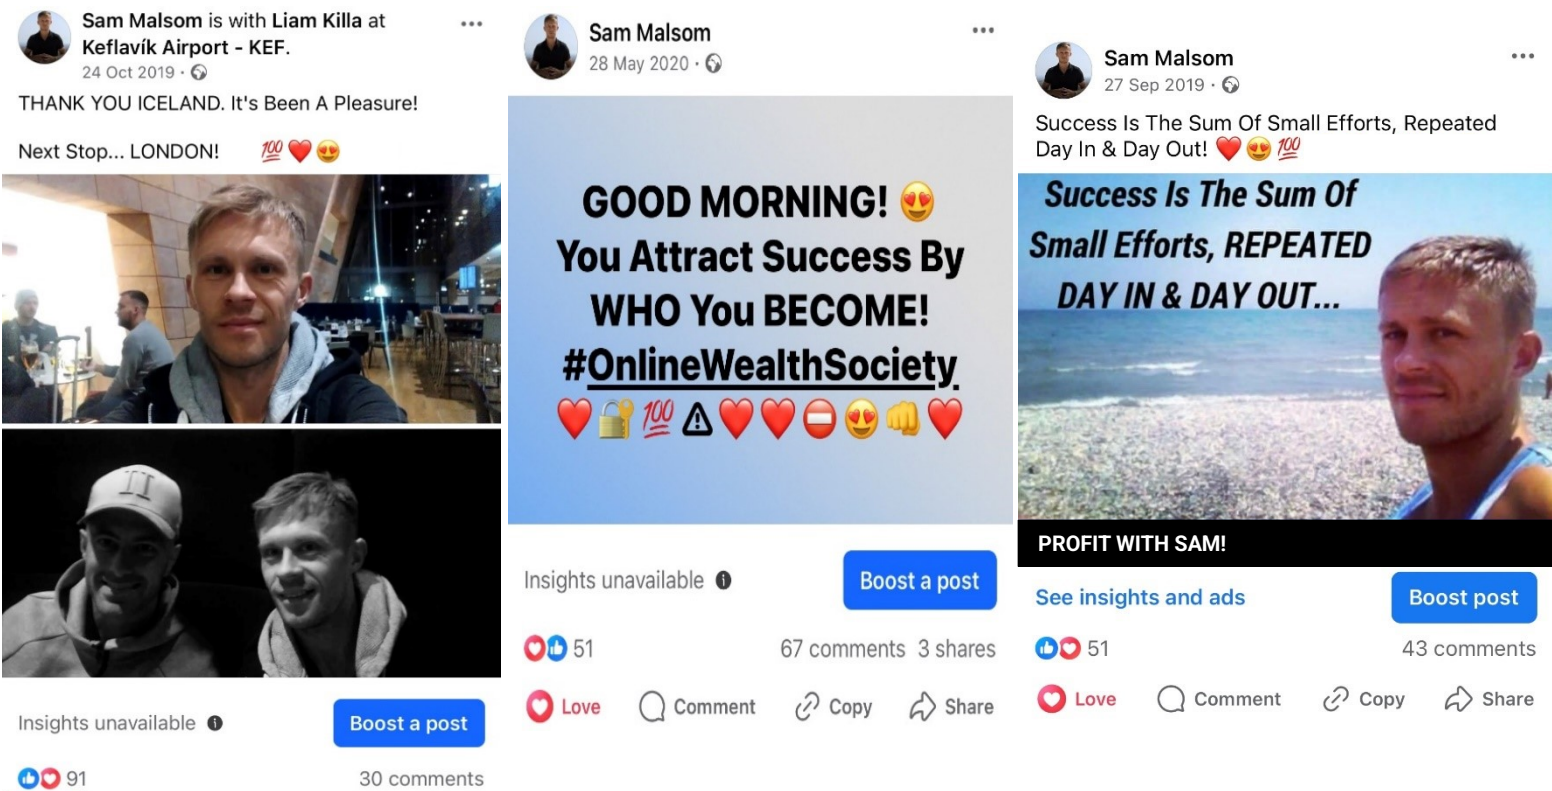 Sam Malsom is with Liam Killa at
Keflavík Airport - KEF.
24 Oct 2019 ·
THANK YOU ICELAND. It's Been A Pleasure!
Next Stop... LONDON! 💯❤️😍
Insights unavailable
Boost a post
91
30 comments
Sam Malsom
28 May 2020 ·
GOOD MORNING! 😍
You Attract Success By
WHO You BECOME!
#OnlineWealthSociety
❤️🔐💯⚠️❤️❤️⛔😍👊❤️
Insights unavailable
Boost a post
51
67 comments 3 shares
Love Comment Copy Share
Sam Malsom
27 Sep 2019 ·
Success Is The Sum Of Small Efforts, Repeated
Day In & Day Out! ❤️😍💯
Success Is The Sum Of
Small Efforts, REPEATED
DAY IN & DAY OUT...
PROFIT WITH SAM!
See insights and ads
Boost post
51
43 comments
Love Comment Copy Share